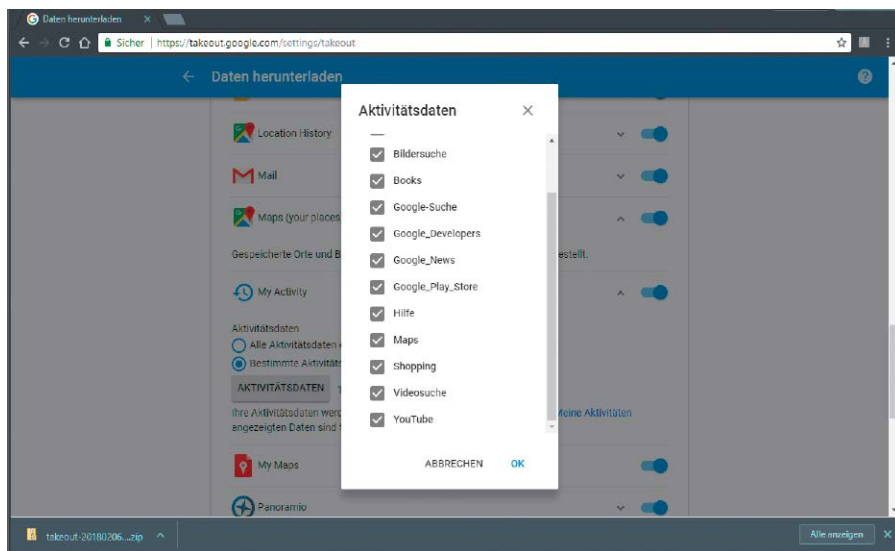 Daten herunterladen
Sicher | https://takeout.google.com/settings/takeout
Daten herunterladen
Aktivitätsdaten
Location History
Bildersuche
Mail
Books
Google-Suche
Maps (your places
Google_Developers
Gespeicherte Orte und B
estellt.
Google_News
My Activity
Google_Play_Store
Hilfe
Aktivitätsdaten
Alle Aktivitätsdaten
Maps
Bestimmte Aktivitäts
Shopping
AKTIVITÄTSDATEN
Videosuche
Ihre Aktivitätsdaten werd
Meine Aktivitäten
angezeigten Daten sind
YouTube
My Maps
ABBRECHEN OK
Panoramio
takeout-20180206....zip
Alle anzeigen